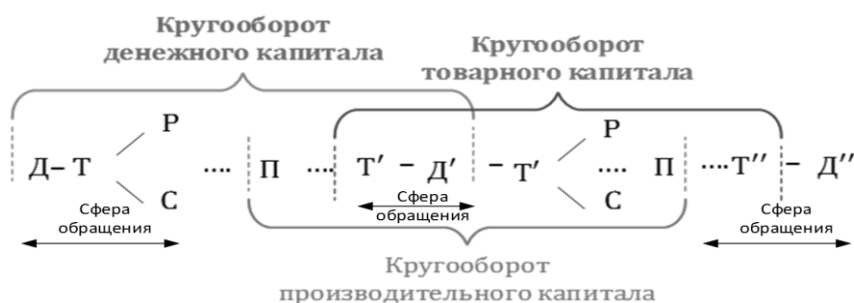 Кругооборот
денежного капитала
Кругооборот
товарного капитала
Р
Р
Д – Т .... П .... Т′ – Д′ – Т′ .... П ....Т′′ – Д′′
С
С
Сфера
обращения
Сфера
обращения
Сфера
обращения
Кругооборот
производительного капитала